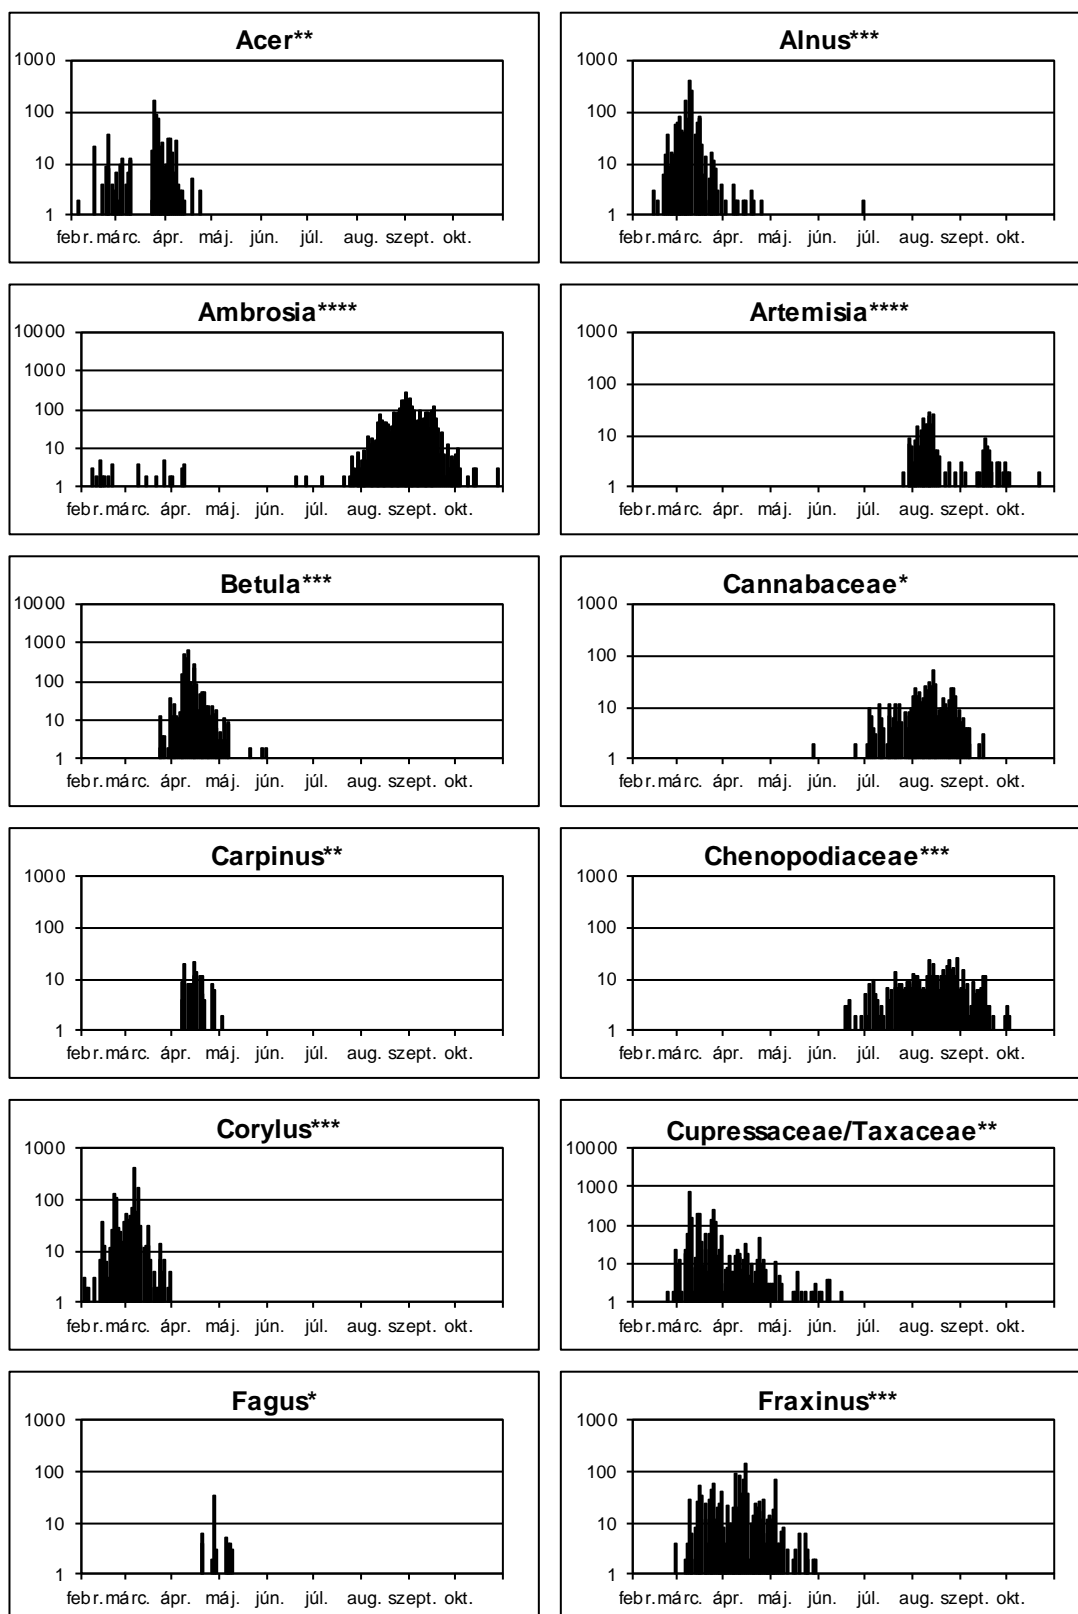 Acer**
1000
100
10
1
febr. márc. ápr. máj. jún. júl. aug. szept. okt.
Alnus***
1000
100
10
1
febr. márc. ápr. máj. jún. júl. aug. szept. okt.
Ambrosia****
10000
1000
100
10
1
febr. márc. ápr. máj. jún. júl. aug. szept. okt.
Artemisia****
1000
100
10
1
febr. márc. ápr. máj. jún. júl. aug. szept. okt.
Betula***
10000
1000
100
10
1
febr. márc. ápr. máj. jún. júl. aug. szept. okt.
Cannabaceae*
1000
100
10
1
febr. márc. ápr. máj. jún. júl. aug. szept. okt.
Carpinus**
1000
100
10
1
febr. márc. ápr. máj. jún. júl. aug. szept. okt.
Chenopodiaceae***
1000
100
10
1
febr. márc. ápr. máj. jún. júl. aug. szept. okt.
Corylus***
1000
100
10
1
febr. márc. ápr. máj. jún. júl. aug. szept. okt.
Cupressaceae/Taxaceae**
10000
1000
100
10
1
febr. márc. ápr. máj. jún. júl. aug. szept. okt.
Fagus*
1000
100
10
1
febr. márc. ápr. máj. jún. júl. aug. szept. okt.
Fraxinus***
1000
100
10
1
febr. márc. ápr. máj. jún. júl. aug. szept. okt.